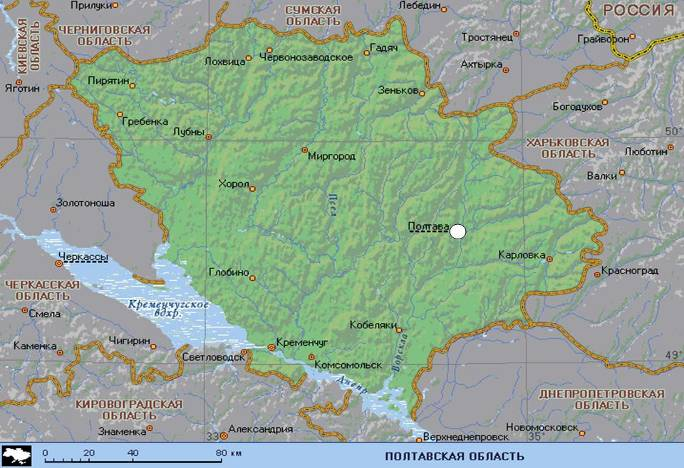 Прилуки
СУМСКАЯ
ОБЛАСТЬ
Лебедин
РОССИЯ
КИЕВСКАЯ
ОБЛАСТЬ
ЧЕРНИГОВСКАЯ
ОБЛАСТЬ
Тростянец
Грайворон
Гадяч
Лохвица
Червонозаводское
Ахтырка
Яготин
Пирятин
Зеньков
Богодухов
Гребенка
Лубны
50°
ХАРЬКОВСКАЯ
ОБЛАСТЬ
Люботин
Миргород
Валки
Хорол
Золотоноша
Псел
Полтава
Черкассы
Карловка
Глобино
Красноград
ЧЕРКАССКАЯ
ОБЛАСТЬ
Кременчугское
вдхр.
Смела
Кобеляки
Чигирин
Кременчуг
Ворскла
Каменка
Светловодск
Комсомольск
49°
Днепр
КИРОВОГРАДСКАЯ
ОБЛАСТЬ
ДНЕПРОПЕТРОВСКАЯ
ОБЛАСТЬ
Знаменка
33°
Александрия
Верхнеднепровск
35°
Новомосковск
0 20 40 80 км
ПОЛТАВСКАЯ ОБЛАСТЬ